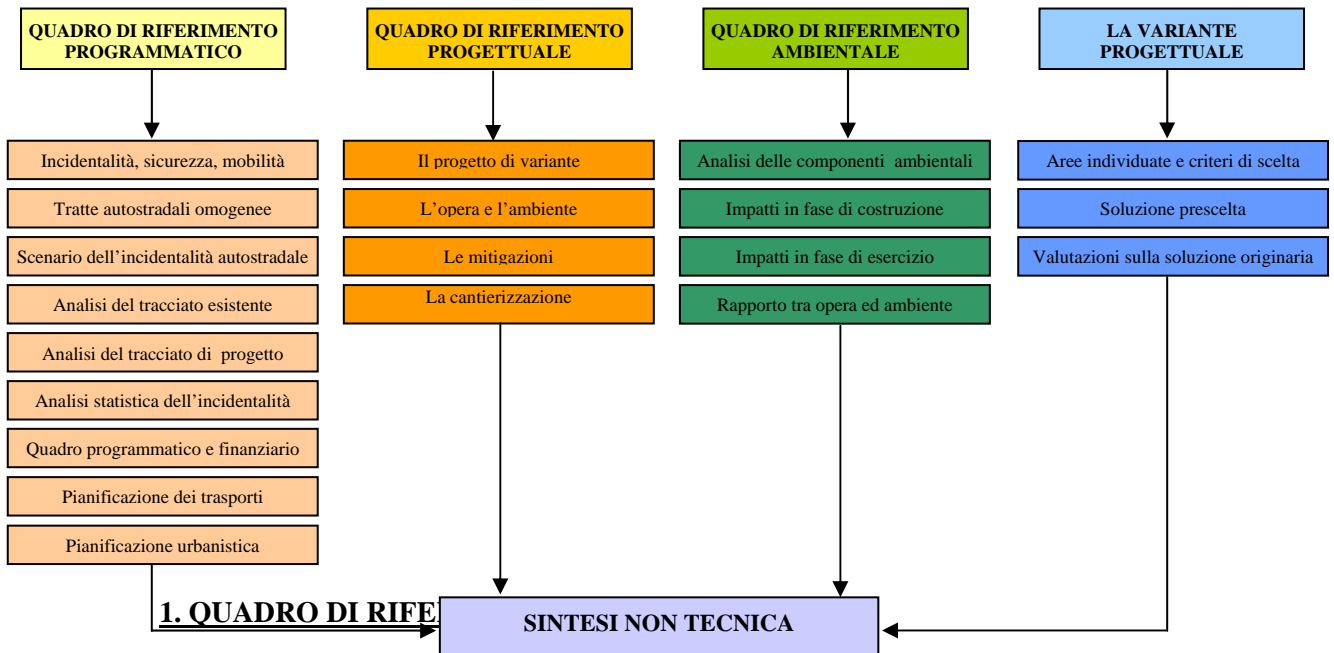 QUADRO DI RIFERIMENTO
PROGRAMMATICO
Incidentalità, sicurezza, mobilità
Tratte autostradali omogenee
Scenario dell'incidentalità autostradale
Analisi del tracciato esistente
Analisi del tracciato di progetto
Analisi statistica dell'incidentalità
Quadro programmatico e finanziario
Pianificazione dei trasporti
Pianificazione urbanistica
QUADRO DI RIFERIMENTO
PROGETTUALE
Il progetto di variante
L'opera e l'ambiente
Le mitigazioni
La cantierizzazione
QUADRO DI RIFERIMENTO
AMBIENTALE
Analisi delle componenti ambientali
Impatti in fase di costruzione
Impatti in fase di esercizio
Rapporto tra opera ed ambiente
LA VARIANTE
PROGETTUALE
Aree individuate e criteri di scelta
Soluzione prescelta
Valutazioni sulla soluzione originaria
1. QUADRO DI RIFE
SINTESI NON TECNICA